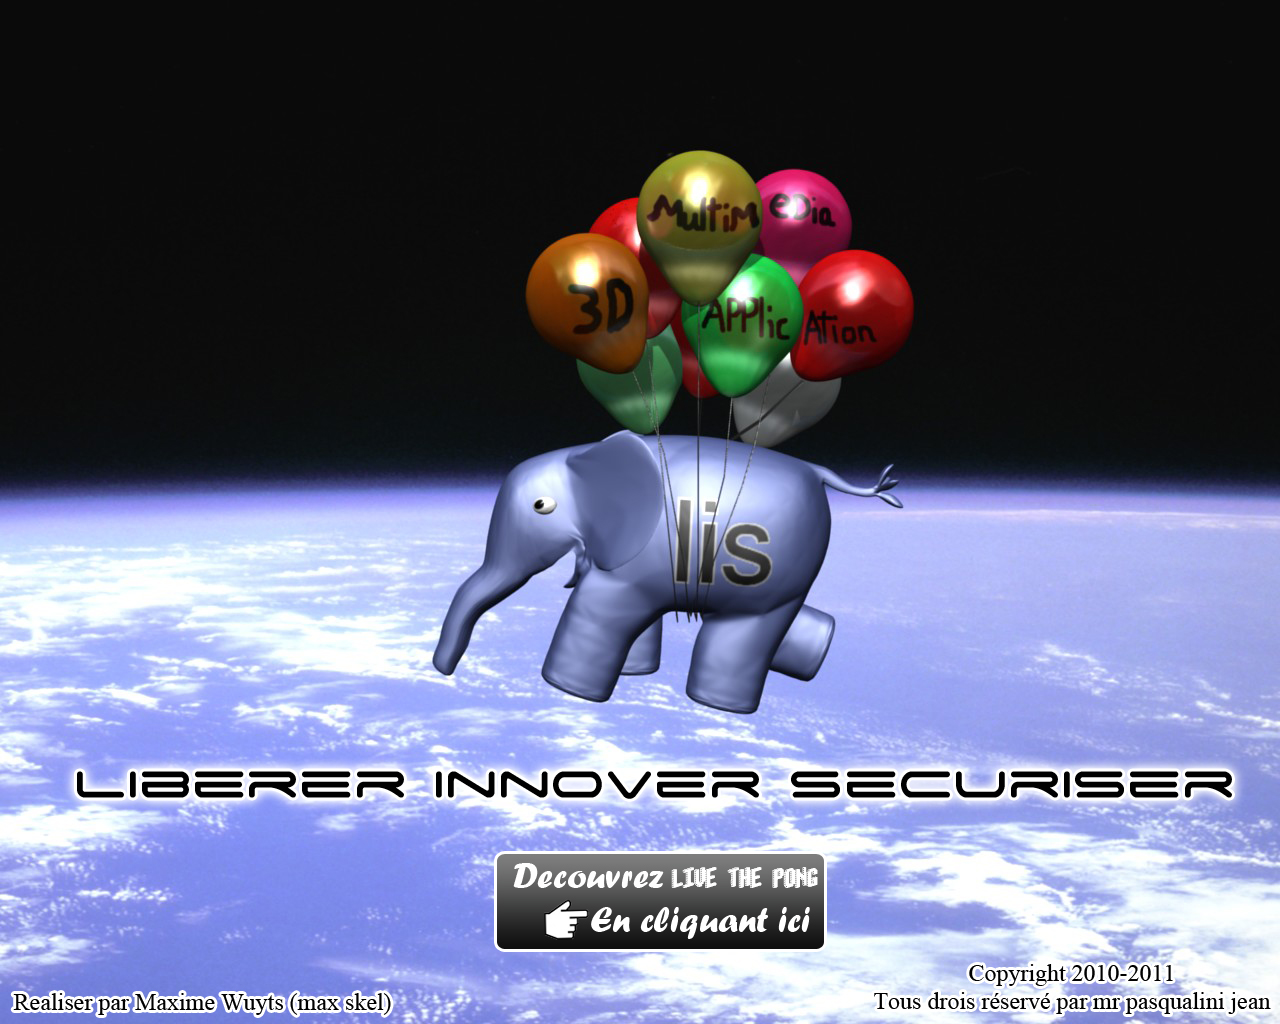 Multim
eDia
3D
APPlic
Ation
lis
LIBERER INNOVER SECURISER
Decouvrez LIVE THE PONG
En cliquant ici
Copyright 2010-2011
Realiser par Maxime Wuyts (max skel)
Tous drois réservé par mr pasqualini jean